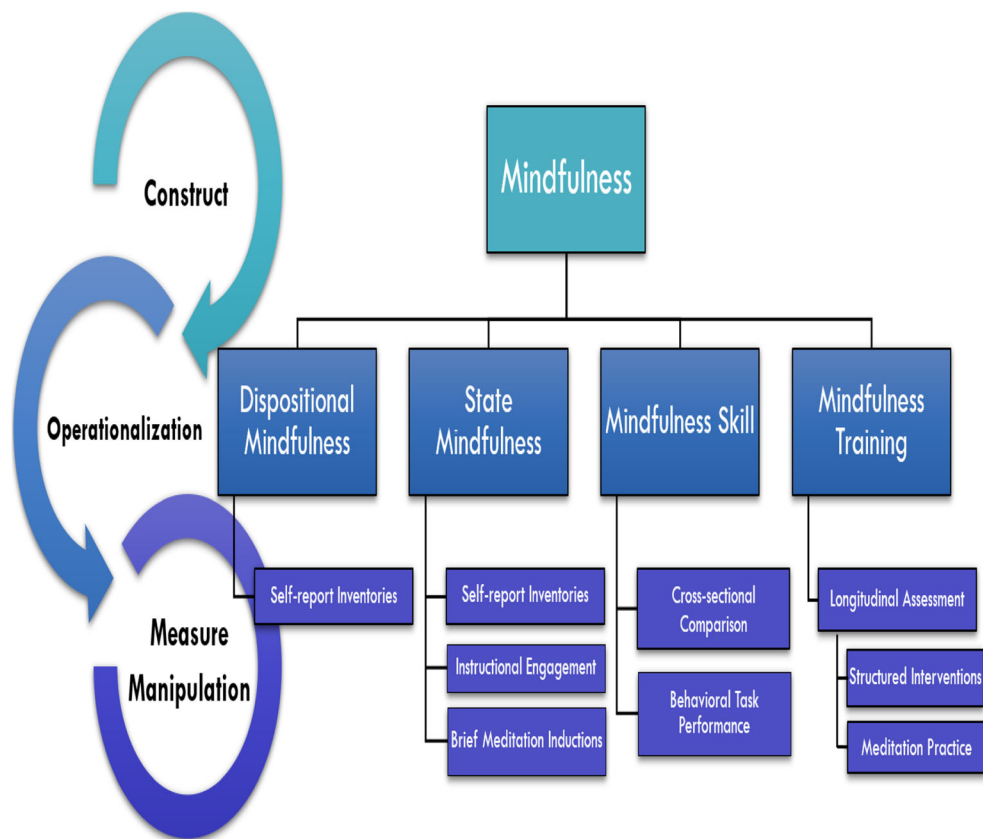 Construct
Operationalization
Measure
Manipulation
Mindfulness
Dispositional
Mindfulness
State
Mindfulness
Mindfulness Skill
Mindfulness
Training
Self-report Inventories
Self-report Inventories
Instructional Engagement
Brief Meditation Inductions
Cross-sectional
Comparison
Behavioral Task
Performance
Longitudinal Assessment
Structured Interventions
Meditation Practice